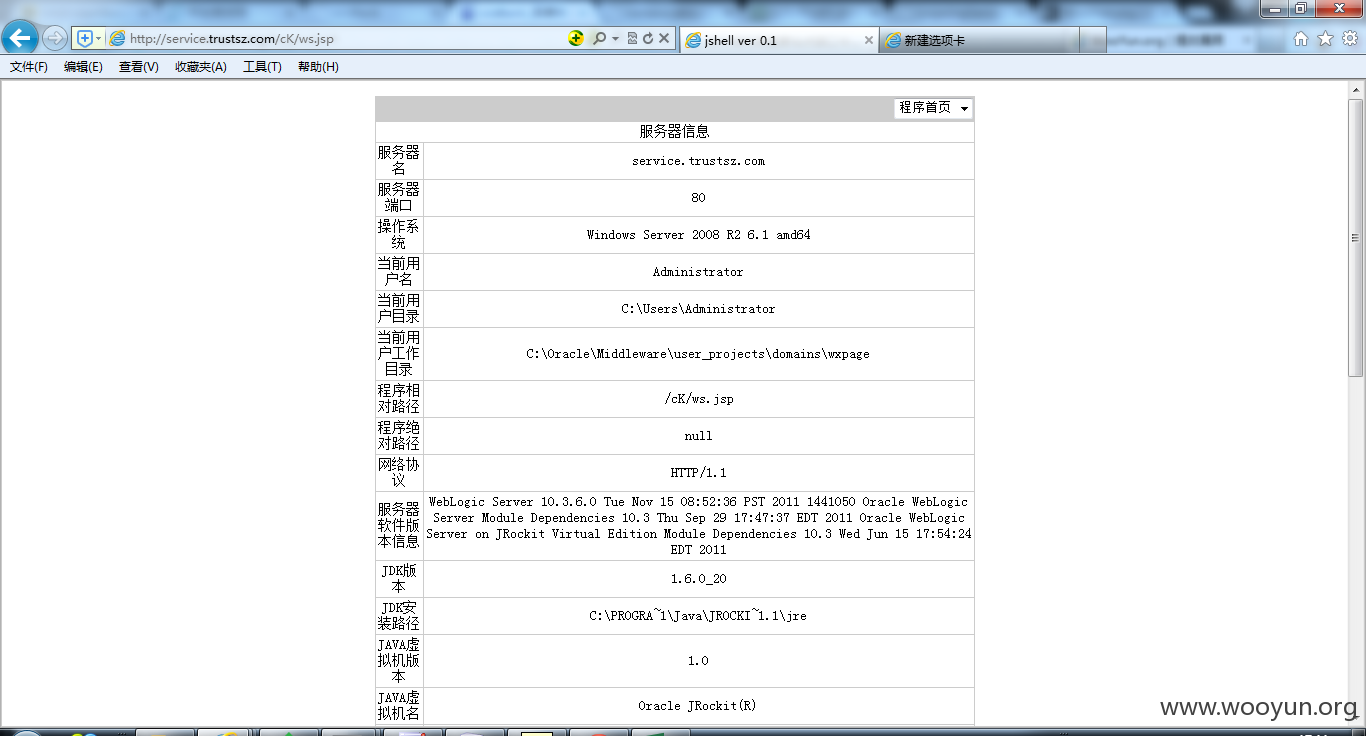 http://service.trustsz.com/cK/ws.jsp
jshell ver 0.1
新建选项卡
文件(F) 编辑(E) 查看(V) 收藏夹(A) 工具(T) 帮助(H)
程序首页
服务器信息
服务器
名
service.trustsz.com
服务器
端口
80
操作系
统
Windows Server 2008 R2 6.1 amd64
当前用
户名
Administrator
当前用
户目录
C:\Users\Administrator
当前用
户工作
目录
C:\Oracle\Middleware\user_projects\domains\wxpage
程序相
对路径
/cK/ws.jsp
程序绝
对路径
null
网络协
议
HTTP/1.1
服务器
软件版
本信息
WebLogic Server 10.3.6.0 Tue Nov 15 08:52:36 PST 2011 1441050 Oracle WebLogic
Server Module Dependencies 10.3 Thu Sep 29 17:47:37 EDT 2011 Oracle WebLogic
Server on JRockit Virtual Edition Module Dependencies 10.3 Wed Jun 15 17:54:24
EDT 2011
JDK版
本
1.6.0_20
JDK安
装路径
C:\PROGRA~1\Java\JROCKI~1.1\jre
JAVA虚
拟机版
本
1.0
JAVA虚
拟机名
Oracle JRockit(R)
www.wooyun.org